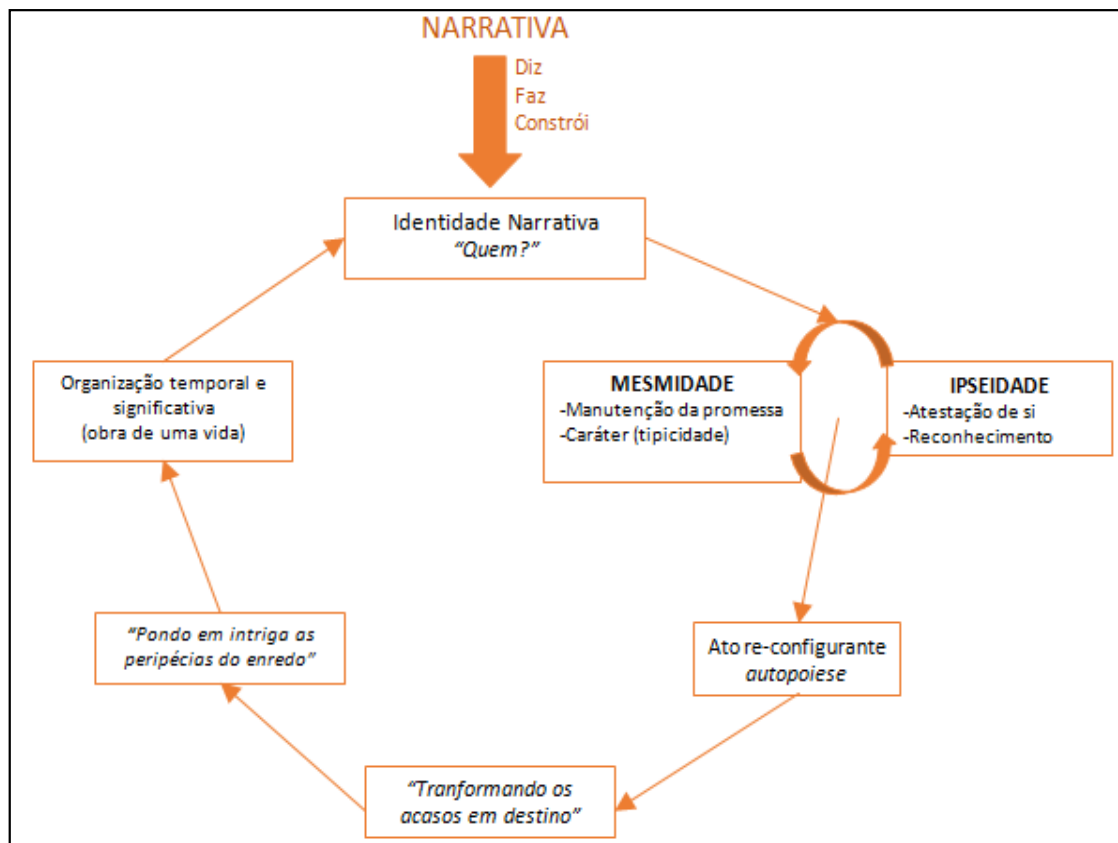 NARRATIVA
Diz
Faz
Constrói
Identidade Narrativa
“Quem?”
MESMIDADE
-Manutenção da promessa
-Caráter (tipicidade)
IPSEIDADE
-Atestação de si
-Reconhecimento
Ato re-configurante
autopoiese
“Tranformando os
acasos em destino”
“Pondo em intriga as
peripécias do enredo”
Organização temporal e
significativa
(obra de uma vida)